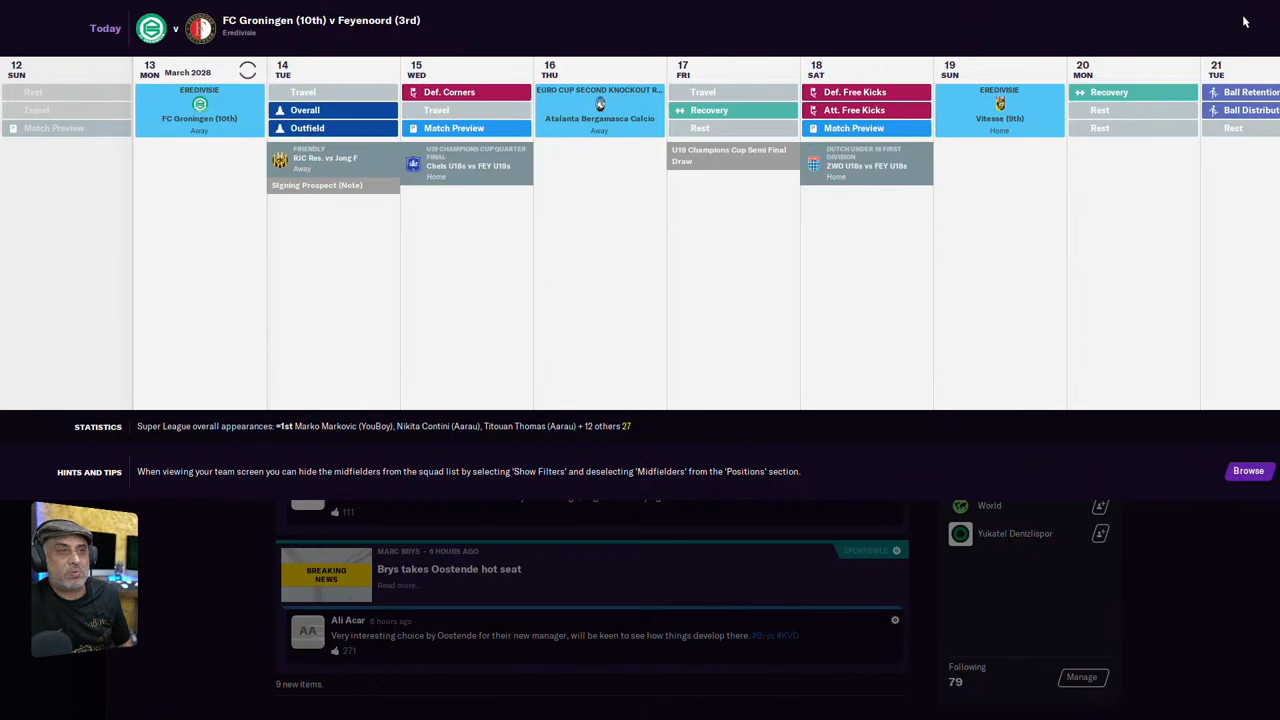 Today
v
FC Groningen (10th) v Feyenoord (3rd)
Eredivisie
12
SUN
13
MON
March 2028
14
TUE
15
WED
16
THU
17
FRI
18
SAT
19
SUN
20
MON
21
TUE
Rest
Travel
Match Preview
EREDIVISIE
FC Groningen (10th)
Away
Travel
Overall
Outfield
FRIENDLY
RJC Res. vs Jong F
Away
Signing Prospect (Note)
Def. Corners
Travel
Match Preview
U19 CHAMPIONS CUP QUARTER
FINAL
Chels U18s vs FEY U19s
Home
EURO CUP SECOND KNOCKOUT R...
Atalanta Bergamasca Calcio
Away
Travel
Recovery
Rest
U19 Champions Cup Semi Final
Draw
Def. Free Kicks
Att. Free Kicks
Match Preview
DUTCH UNDER 18 FIRST
DIVISION
ZWO U18s vs FEY U18s
Home
EREDIVISIE
Vitesse (9th)
Home
Recovery
Rest
Rest
Ball Retention
Ball Distribut
Rest
STATISTICS
Super League overall appearances: =1st Marko Markovic (YouBoy), Nikita Contini (Aarau), Titouan Thomas (Aarau) + 12 others 27
HINTS AND TIPS
When viewing your team screen you can hide the midfielders from the squad list by selecting 'Show Filters' and deselecting 'Midfielders' from the 'Positions' section.
Browse
111
MARC BRYS - 6 HOURS AGO
SPORTSBIBLE
BREAKING
NEWS
Brys takes Oostende hot seat
Read more...
AA
Ali Acar 6 hours ago
Very interesting choice by Oostende for their new manager, will be keen to see how things develop there. #Brys #KVO
271
9 new items.
World
Yukatel Denizlispor
Following
79
Manage